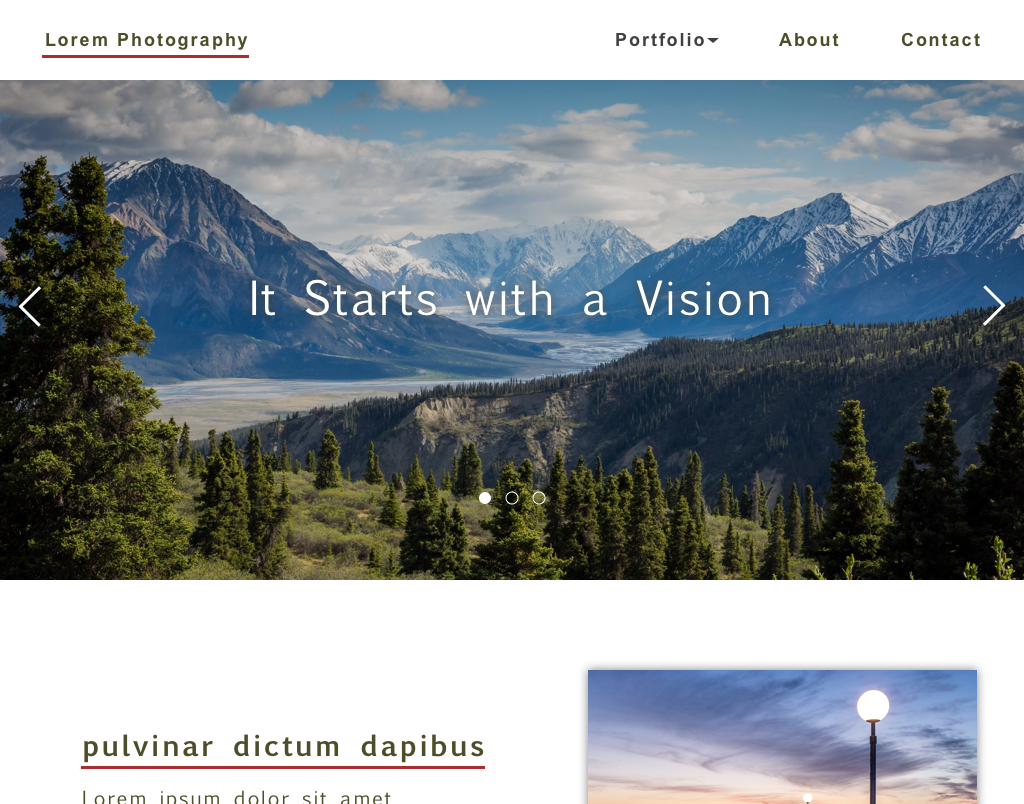 Lorem Photography
Portfolio
About
Contact
It Starts with a Vision
pulvinar dictum dapibus
Lorem ipsum dolor sit amet